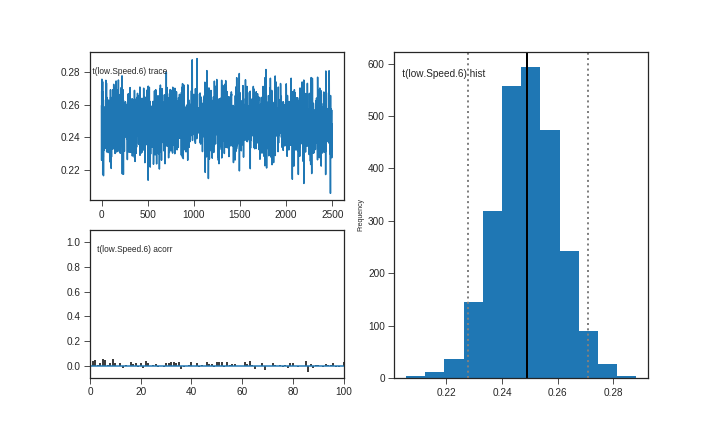 t(low.Speed.6) trace
0.28
0.26
0.24
0.22
0 500 1000 1500 2000 2500
t(low.Speed.6) acorr
1.0
0.8
0.6
0.4
0.2
0.0
0 20 40 60 80 100
t(low.Speed.6)-hist
Frequency
600
500
400
300
200
100
0
0.22 0.24 0.26 0.28